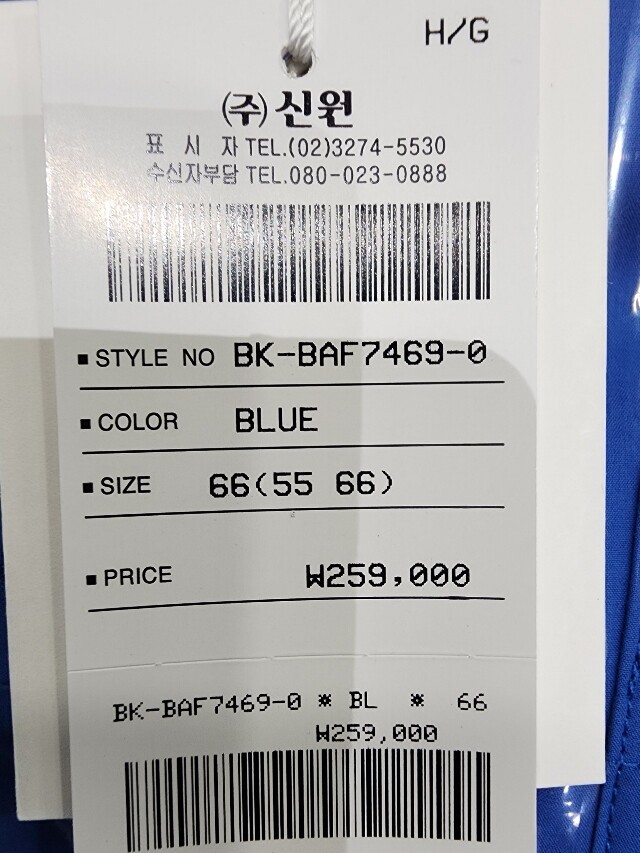 H/G
(주)신원
표 시 자 TEL.(02)3274-5530
수신자부담 TEL.080-023-0888
■ STYLE NO BK-BAF7469-0
■ COLOR BLUE
■ SIZE 66(55 66)
■ PRICE ₩259,000
BK-BAF7469-0 * BL * 66
₩259,000